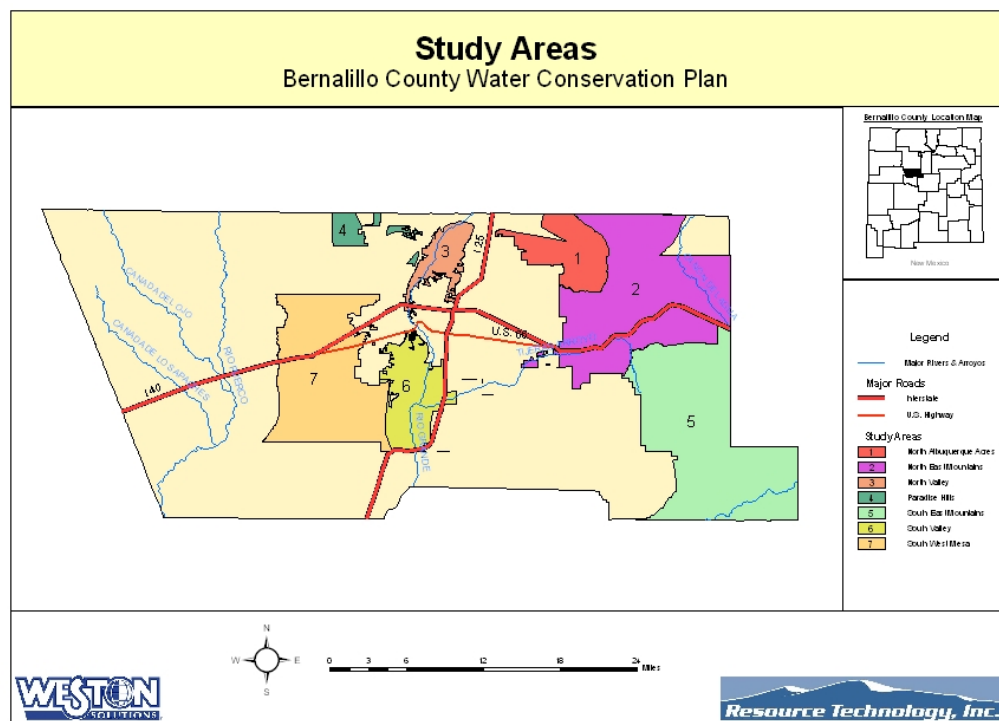 Study Areas
Bernalillo County Water Conservation Plan
Bernalillo County Location Map
New Mexico
4
3
I 25
1
2
CANADA DEL OJO
CANADA DE LOS APACHES
RIO PUERCO
U.S. 66
I 40
7
6
5
RIO GRANDE
Legend
Major Rivers & Arroyos
Major Roads
Interstate
U.S. Highway
Study Areas
1 North Albuquerque Acres
2 North East Mountains
3 North Valley
4 Paradise Hills
5 South East Mountains
6 South Valley
7 South West Mesa
N
W E
S
0 3 6 12 18 24
Miles
WESTON
SOLUTIONS
Resource Technology, Inc.